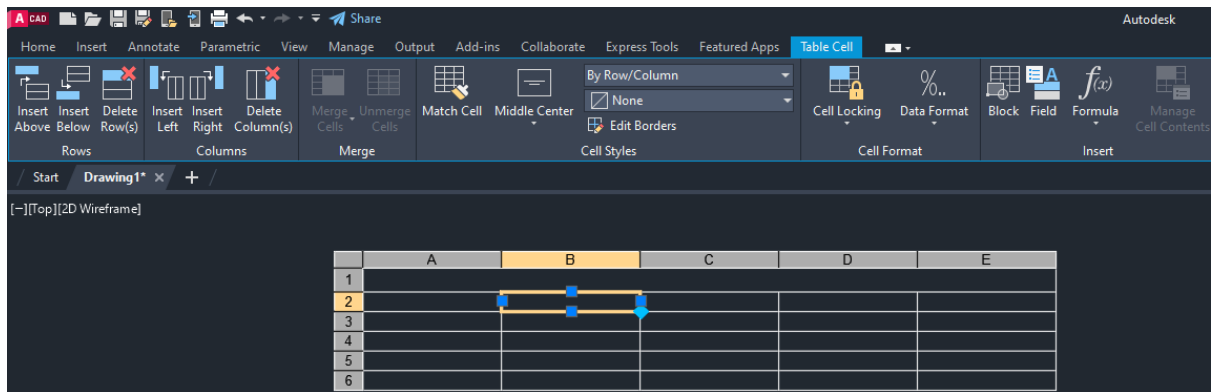 A CAD Share Autodesk
Home Insert Annotate Parametric View Manage Output Add-ins Collaborate Express Tools Featured Apps Table Cell
Insert Above Insert Below Delete Row(s) Insert Left Insert Right Delete Column(s) Merge Cells Unmerge Cells Match Cell Middle Center
By Row/Column
None
Edit Borders
Cell Locking %.. Data Format Block Field f(x) Formula Manage Cell Contents
Rows Columns Merge Cell Styles Cell Format Insert
Start Drawing1* × +
[−][Top][2D Wireframe]
A B C D E
1
2
3
4
5
6